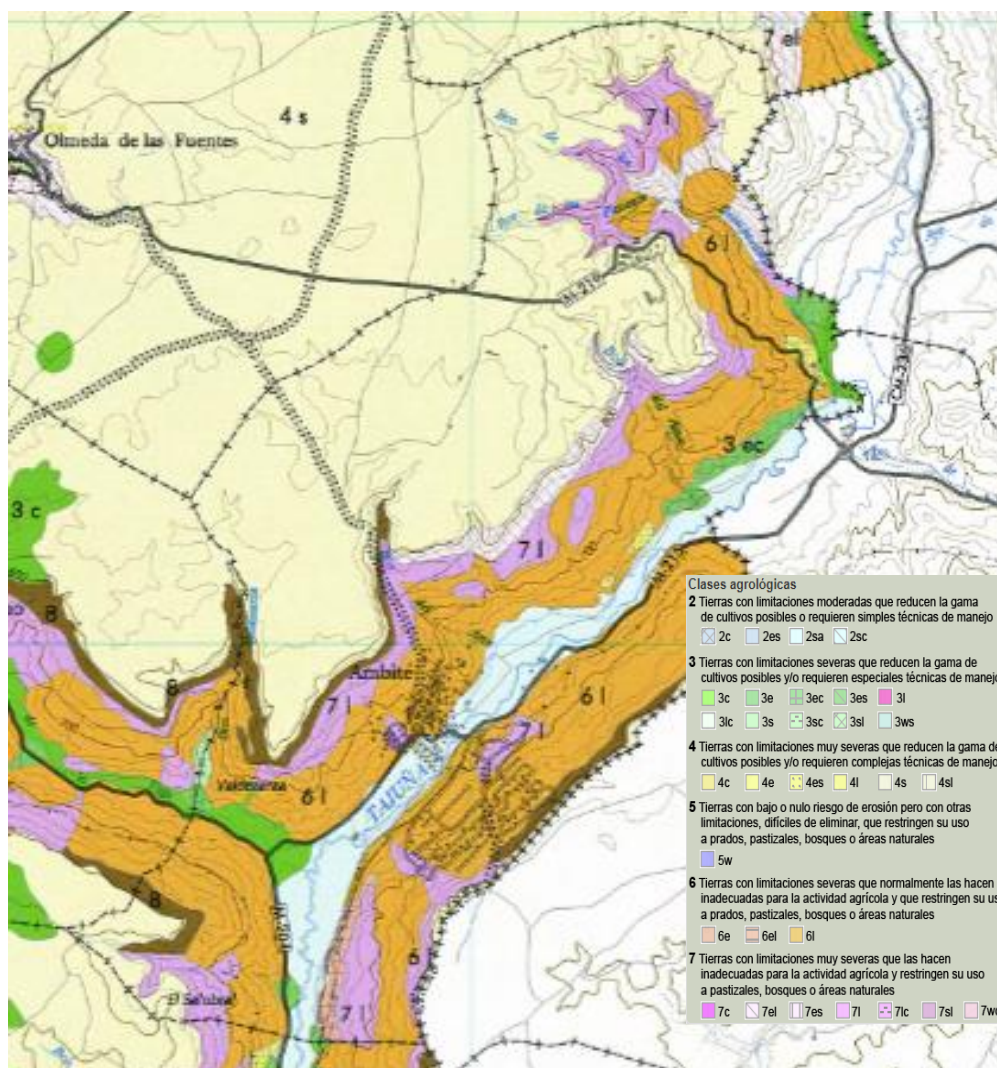 7 el
4 s
Olmeda de las Fuentes
7 l
6 l
M-219
3 ec
3 c
7 l
8
8
Ambite
7 l
6 l
7 l
TAJUÑA
Valdezarza
6 l
8
6
El Salobral
7 l
Clases agrológicas
2 Tierras con limitaciones moderadas que reducen la gama
de cultivos posibles o requieren simples técnicas de manejo
2c 2es 2sa 2sc
3 Tierras con limitaciones severas que reducen la gama de
cultivos posibles y/o requieren especiales técnicas de manejo
3c 3e 3ec 3es 3l
3lc 3s 3sc 3sl 3ws
4 Tierras con limitaciones muy severas que reducen la gama de
cultivos posibles y/o requieren complejas técnicas de manejo
4c 4e 4es 4l 4s 4sl
5 Tierras con bajo o nulo riesgo de erosión pero con otras
limitaciones, difíciles de eliminar, que restringen su uso
a prados, pastizales, bosques o áreas naturales
5w
6 Tierras con limitaciones severas que normalmente las hacen
inadecuadas para la actividad agrícola y que restringen su us
a prados, pastizales, bosques o áreas naturales
6e 6el 6l
7 Tierras con limitaciones muy severas que las hacen
inadecuadas para la actividad agrícola y restringen su uso
a pastizales, bosques o áreas naturales
7c 7el 7es 7l 7lc 7sl